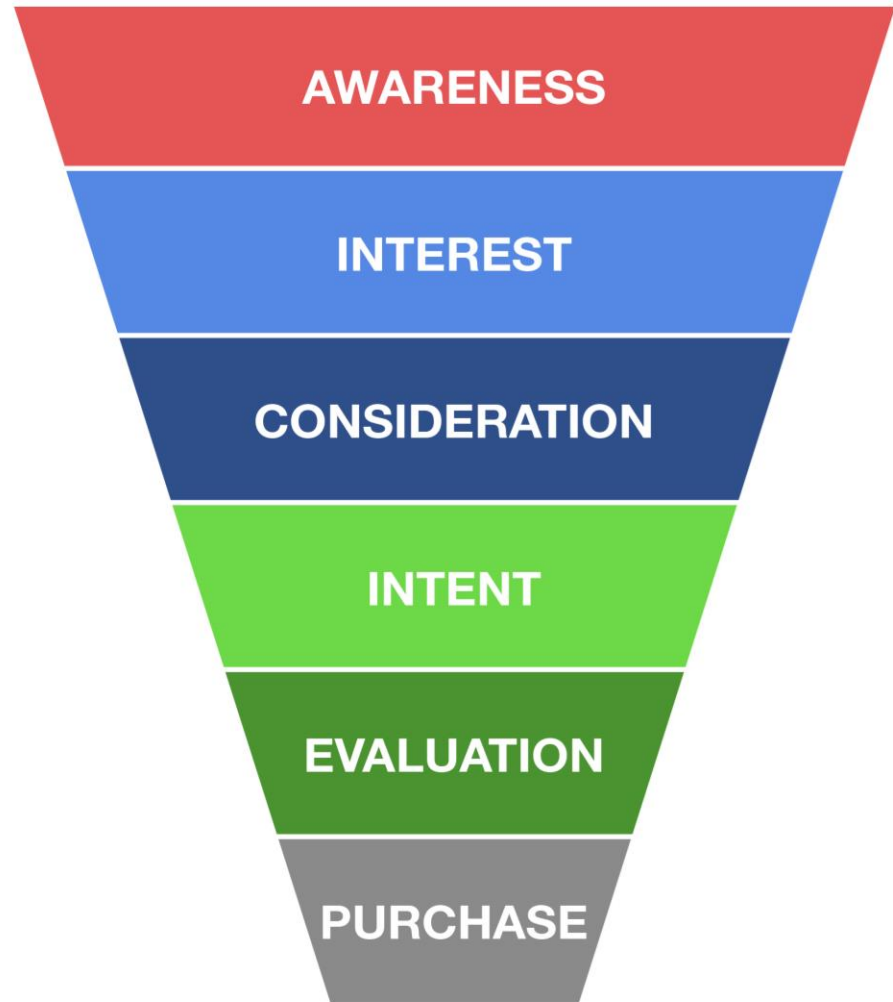 AWARENESS
INTEREST
CONSIDERATION
INTENT
EVALUATION
PURCHASE